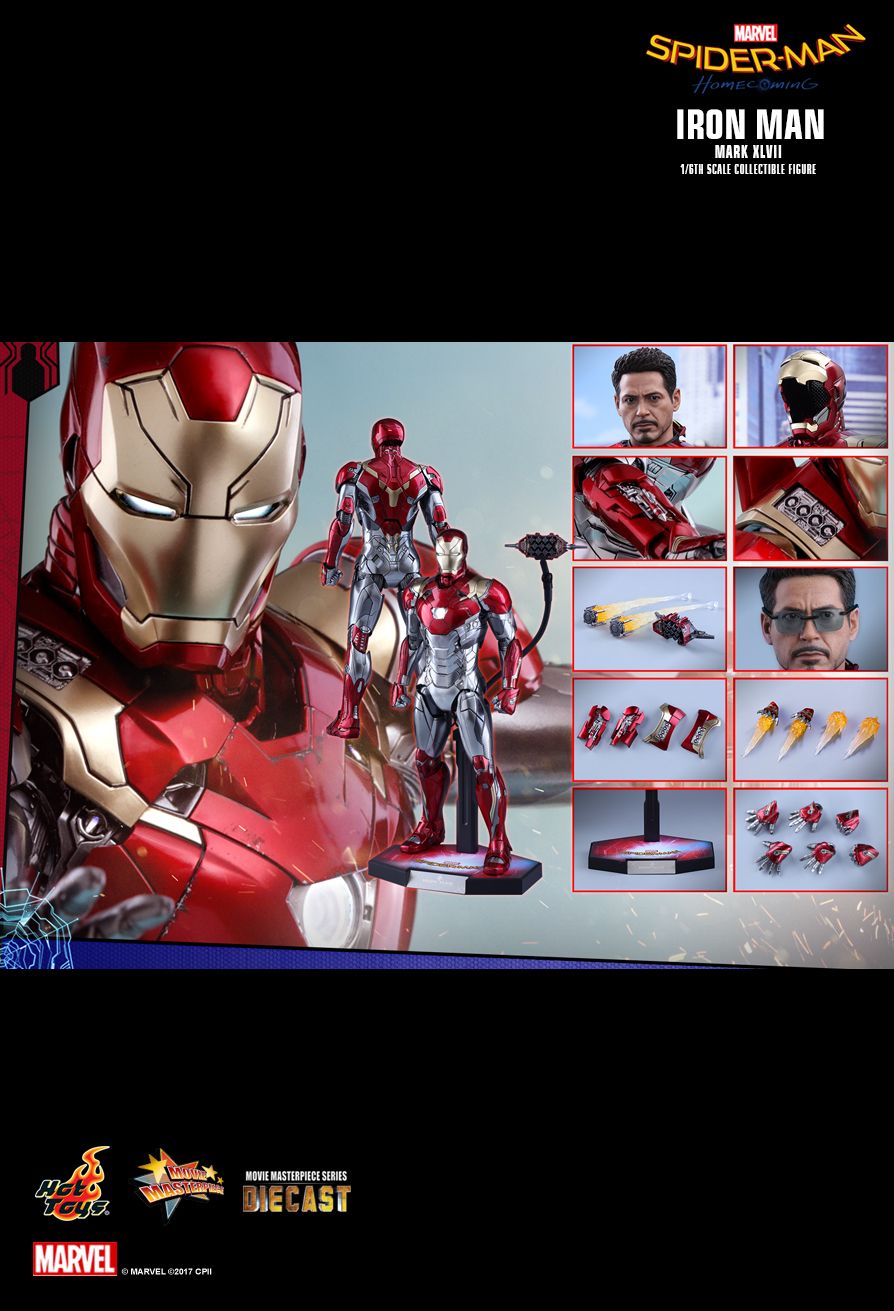 MARVEL
SPIDER-MAN
HOMECOMING
IRON MAN
MARK XLVII
1/6TH SCALE COLLECTIBLE FIGURE
Hot Toys
MOVIE MASTERPIECE
MOVIE MASTERPIECE SERIES
DIECAST
MARVEL
© MARVEL ©2017 CPII